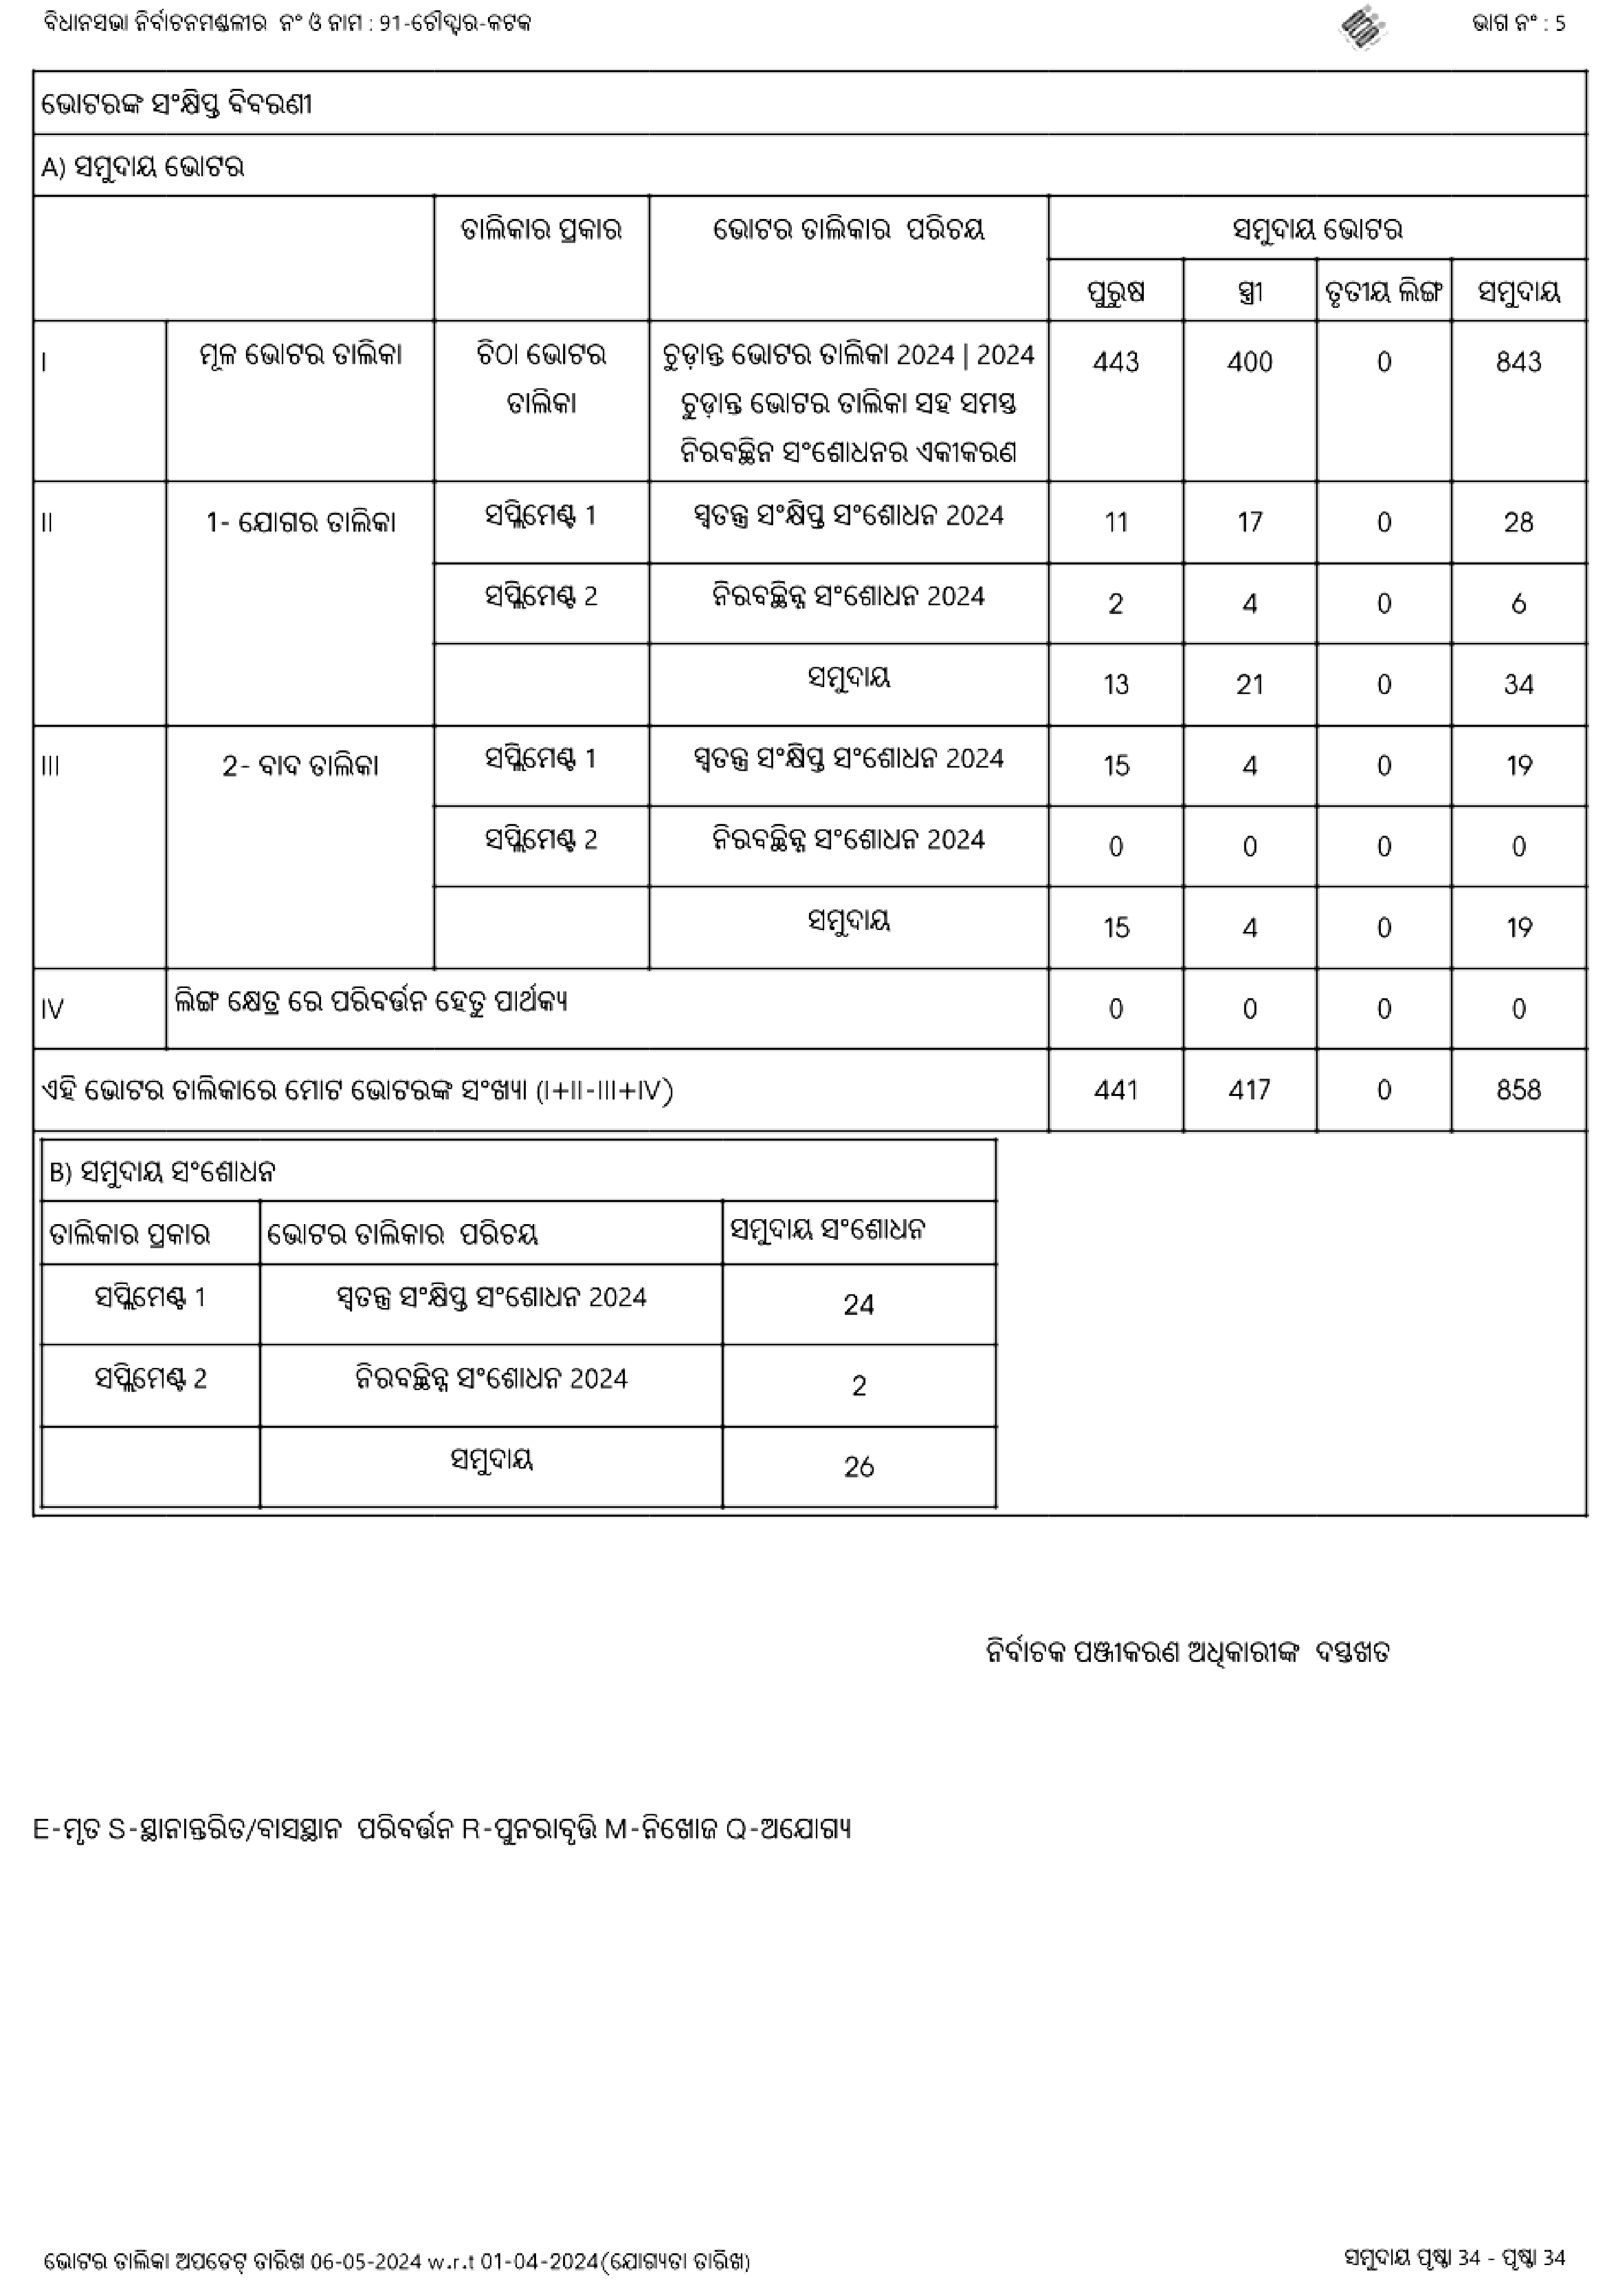 ବିଧାନସଭା ନିର୍ବାଚନମଣ୍ଡଳୀର ନଂ ଓ ନାମ : 91-ଚୌଦ୍ୱାର-କଟକ
ଭାଗ ନଂ : 5
ଭୋଟରଙ୍କ ସଂକ୍ଷିପ୍ତ ବିବରଣୀ
A) ସମୁଦାୟ ଭୋଟର
ତାଲିକାର ପ୍ରକାର ଭୋଟର ତାଲିକାର ପରିଚୟ ସମୁଦାୟ ଭୋଟର
ପୁରୁଷ ସ୍ତ୍ରୀ ତୃତୀୟ ଲିଙ୍ଗ ସମୁଦାୟ
I ମୂଳ ଭୋଟର ତାଲିକା ଚିଠା ଭୋଟର ଚୁଡ଼ାନ୍ତ ଭୋଟର ତାଲିକା 2024 | 2024 443 400 0 843
ତାଲିକା ଚୁଡ଼ାନ୍ତ ଭୋଟର ତାଲିକା ସହ ସମସ୍ତ
ନିରବଚ୍ଛିନ ସଂଶୋଧନର ଏକୀକରଣ
II 1- ଯୋଗର ତାଲିକା ସପ୍ଲିମେଣ୍ଟ 1 ସ୍ୱତନ୍ତ୍ର ସଂକ୍ଷିପ୍ତ ସଂଶୋଧନ 2024 11 17 0 28
ସପ୍ଲିମେଣ୍ଟ 2 ନିରବଚ୍ଛିନ୍ନ ସଂଶୋଧନ 2024 2 4 0 6
ସମୁଦାୟ 13 21 0 34
III 2- ବାଦ ତାଲିକା ସପ୍ଲିମେଣ୍ଟ 1 ସ୍ୱତନ୍ତ୍ର ସଂକ୍ଷିପ୍ତ ସଂଶୋଧନ 2024 15 4 0 19
ସପ୍ଲିମେଣ୍ଟ 2 ନିରବଚ୍ଛିନ୍ନ ସଂଶୋଧନ 2024 0 0 0 0
ସମୁଦାୟ 15 4 0 19
IV ଲିଙ୍ଗ କ୍ଷେତ୍ର ରେ ପରିବର୍ତ୍ତନ ହେତୁ ପାର୍ଥକ୍ୟ 0 0 0 0
ଏହି ଭୋଟର ତାଲିକାରେ ମୋଟ ଭୋଟରଙ୍କ ସଂଖ୍ୟା (I+II-III+IV) 441 417 0 858
B) ସମୁଦାୟ ସଂଶୋଧନ
ତାଲିକାର ପ୍ରକାର ଭୋଟର ତାଲିକାର ପରିଚୟ ସମୁଦାୟ ସଂଶୋଧନ
ସପ୍ଲିମେଣ୍ଟ 1 ସ୍ୱତନ୍ତ୍ର ସଂକ୍ଷିପ୍ତ ସଂଶୋଧନ 2024 24
ସପ୍ଲିମେଣ୍ଟ 2 ନିରବଚ୍ଛିନ୍ନ ସଂଶୋଧନ 2024 2
ସମୁଦାୟ 26
ନିର୍ବାଚକ ପଞ୍ଜୀକରଣ ଅଧିକାରୀଙ୍କ ଦସ୍ତଖତ
E-ମୃତ S-ସ୍ଥାନାନ୍ତରିତ/ବାସସ୍ଥାନ ପରିବର୍ତ୍ତନ R-ପୁନରାବୃତ୍ତି M-ନିଖୋଜ Q-ଅଯୋଗ୍ୟ
ଭୋଟର ତାଲିକା ଅପଡେଟ୍ ତାରିଖ 06-05-2024 w.r.t 01-04-2024(ଯୋଗ୍ୟତା ତାରିଖ)
ସମୁଦାୟ ପୃଷ୍ଠା 34 - ପୃଷ୍ଠା 34